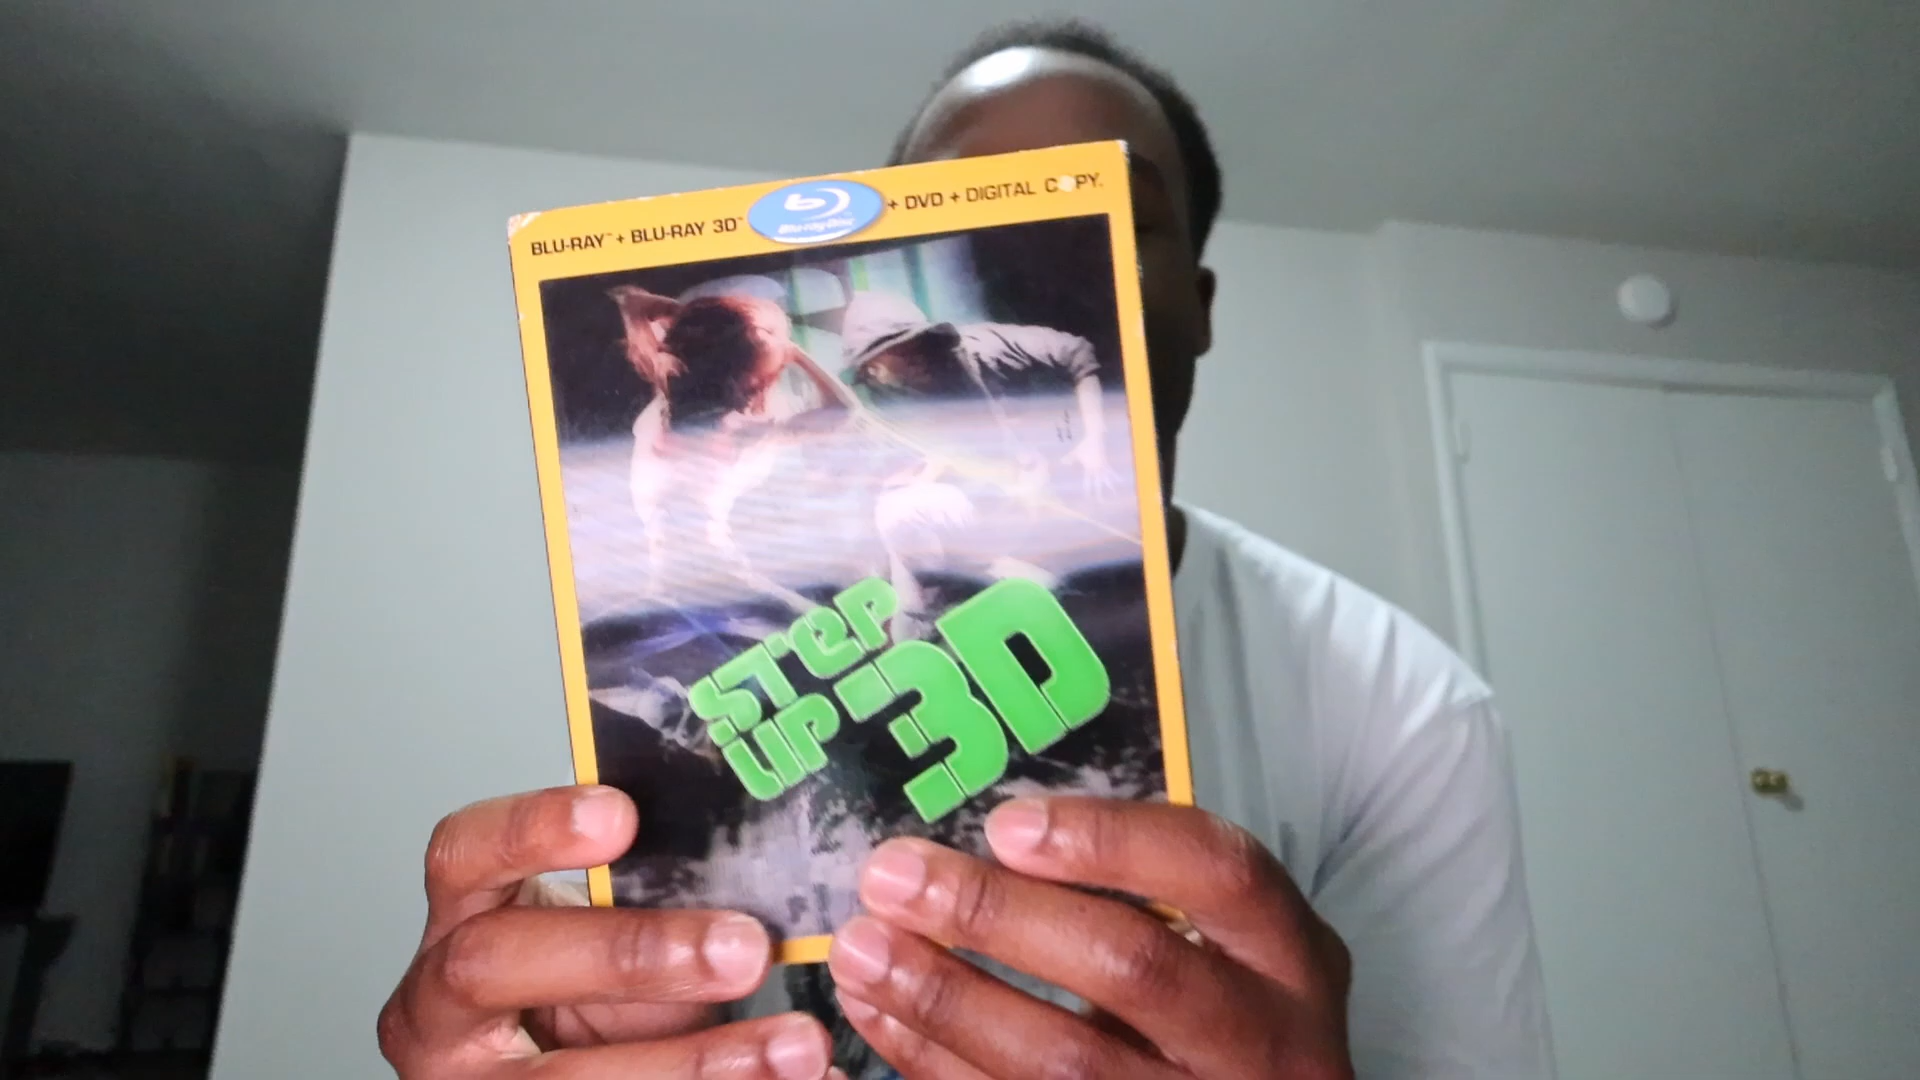 BLU-RAY™ + BLU-RAY 3D™ Blu-ray Disc + DVD + DIGITAL COPY.
STEP
UP 3D